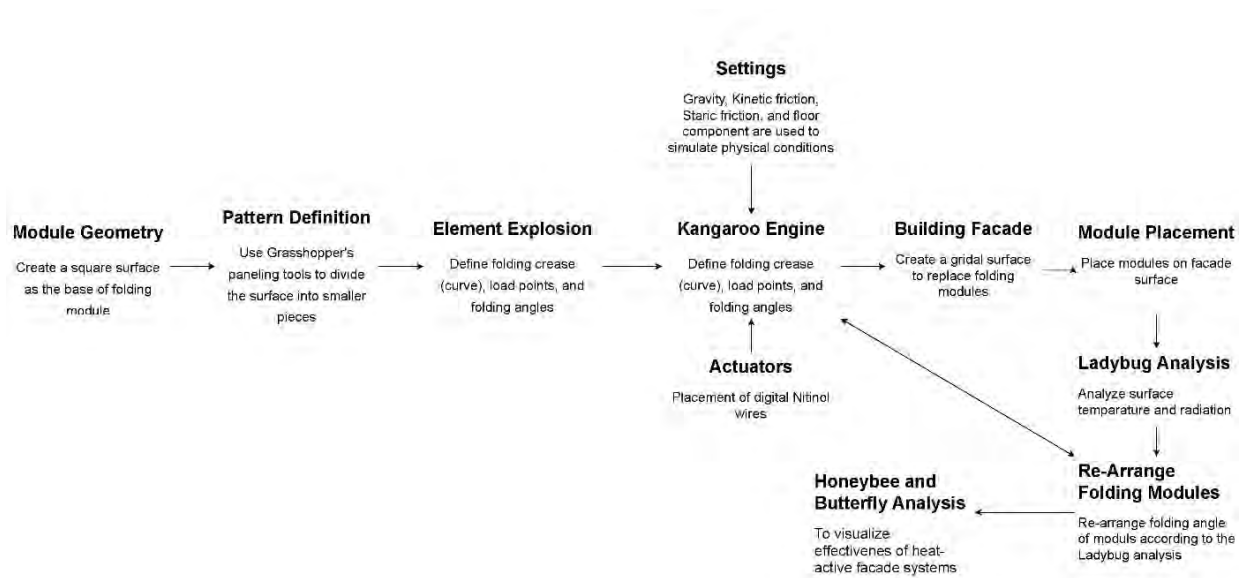 Settings
Gravity, Kinetic friction,
Staric friction, and floor
component are used to
simulate physical conditions
Module Geometry
Create a square surface
as the base of folding
module
Pattern Definition
Use Grasshopper's
paneling tools to divide
the surface into smaller
pieces
Element Explosion
Define folding crease
(curve), load points, and
folding angles
Kangaroo Engine
Define folding crease
(curve), load points, and
folding angles
Building Facade
Create a gridal surface
to replace folding
modules
Module Placement
Place modules on facade
surface
Actuators
Placement of digital Nitinol
wires
Ladybug Analysis
Analyze surface
temparature and radiation
Re-Arrange
Folding Modules
Re-arrange folding angle
of moduls according to the
Ladybug analysis
Honeybee and
Butterfly Analysis
To visualize
effectivenes of heat-
active facade systems